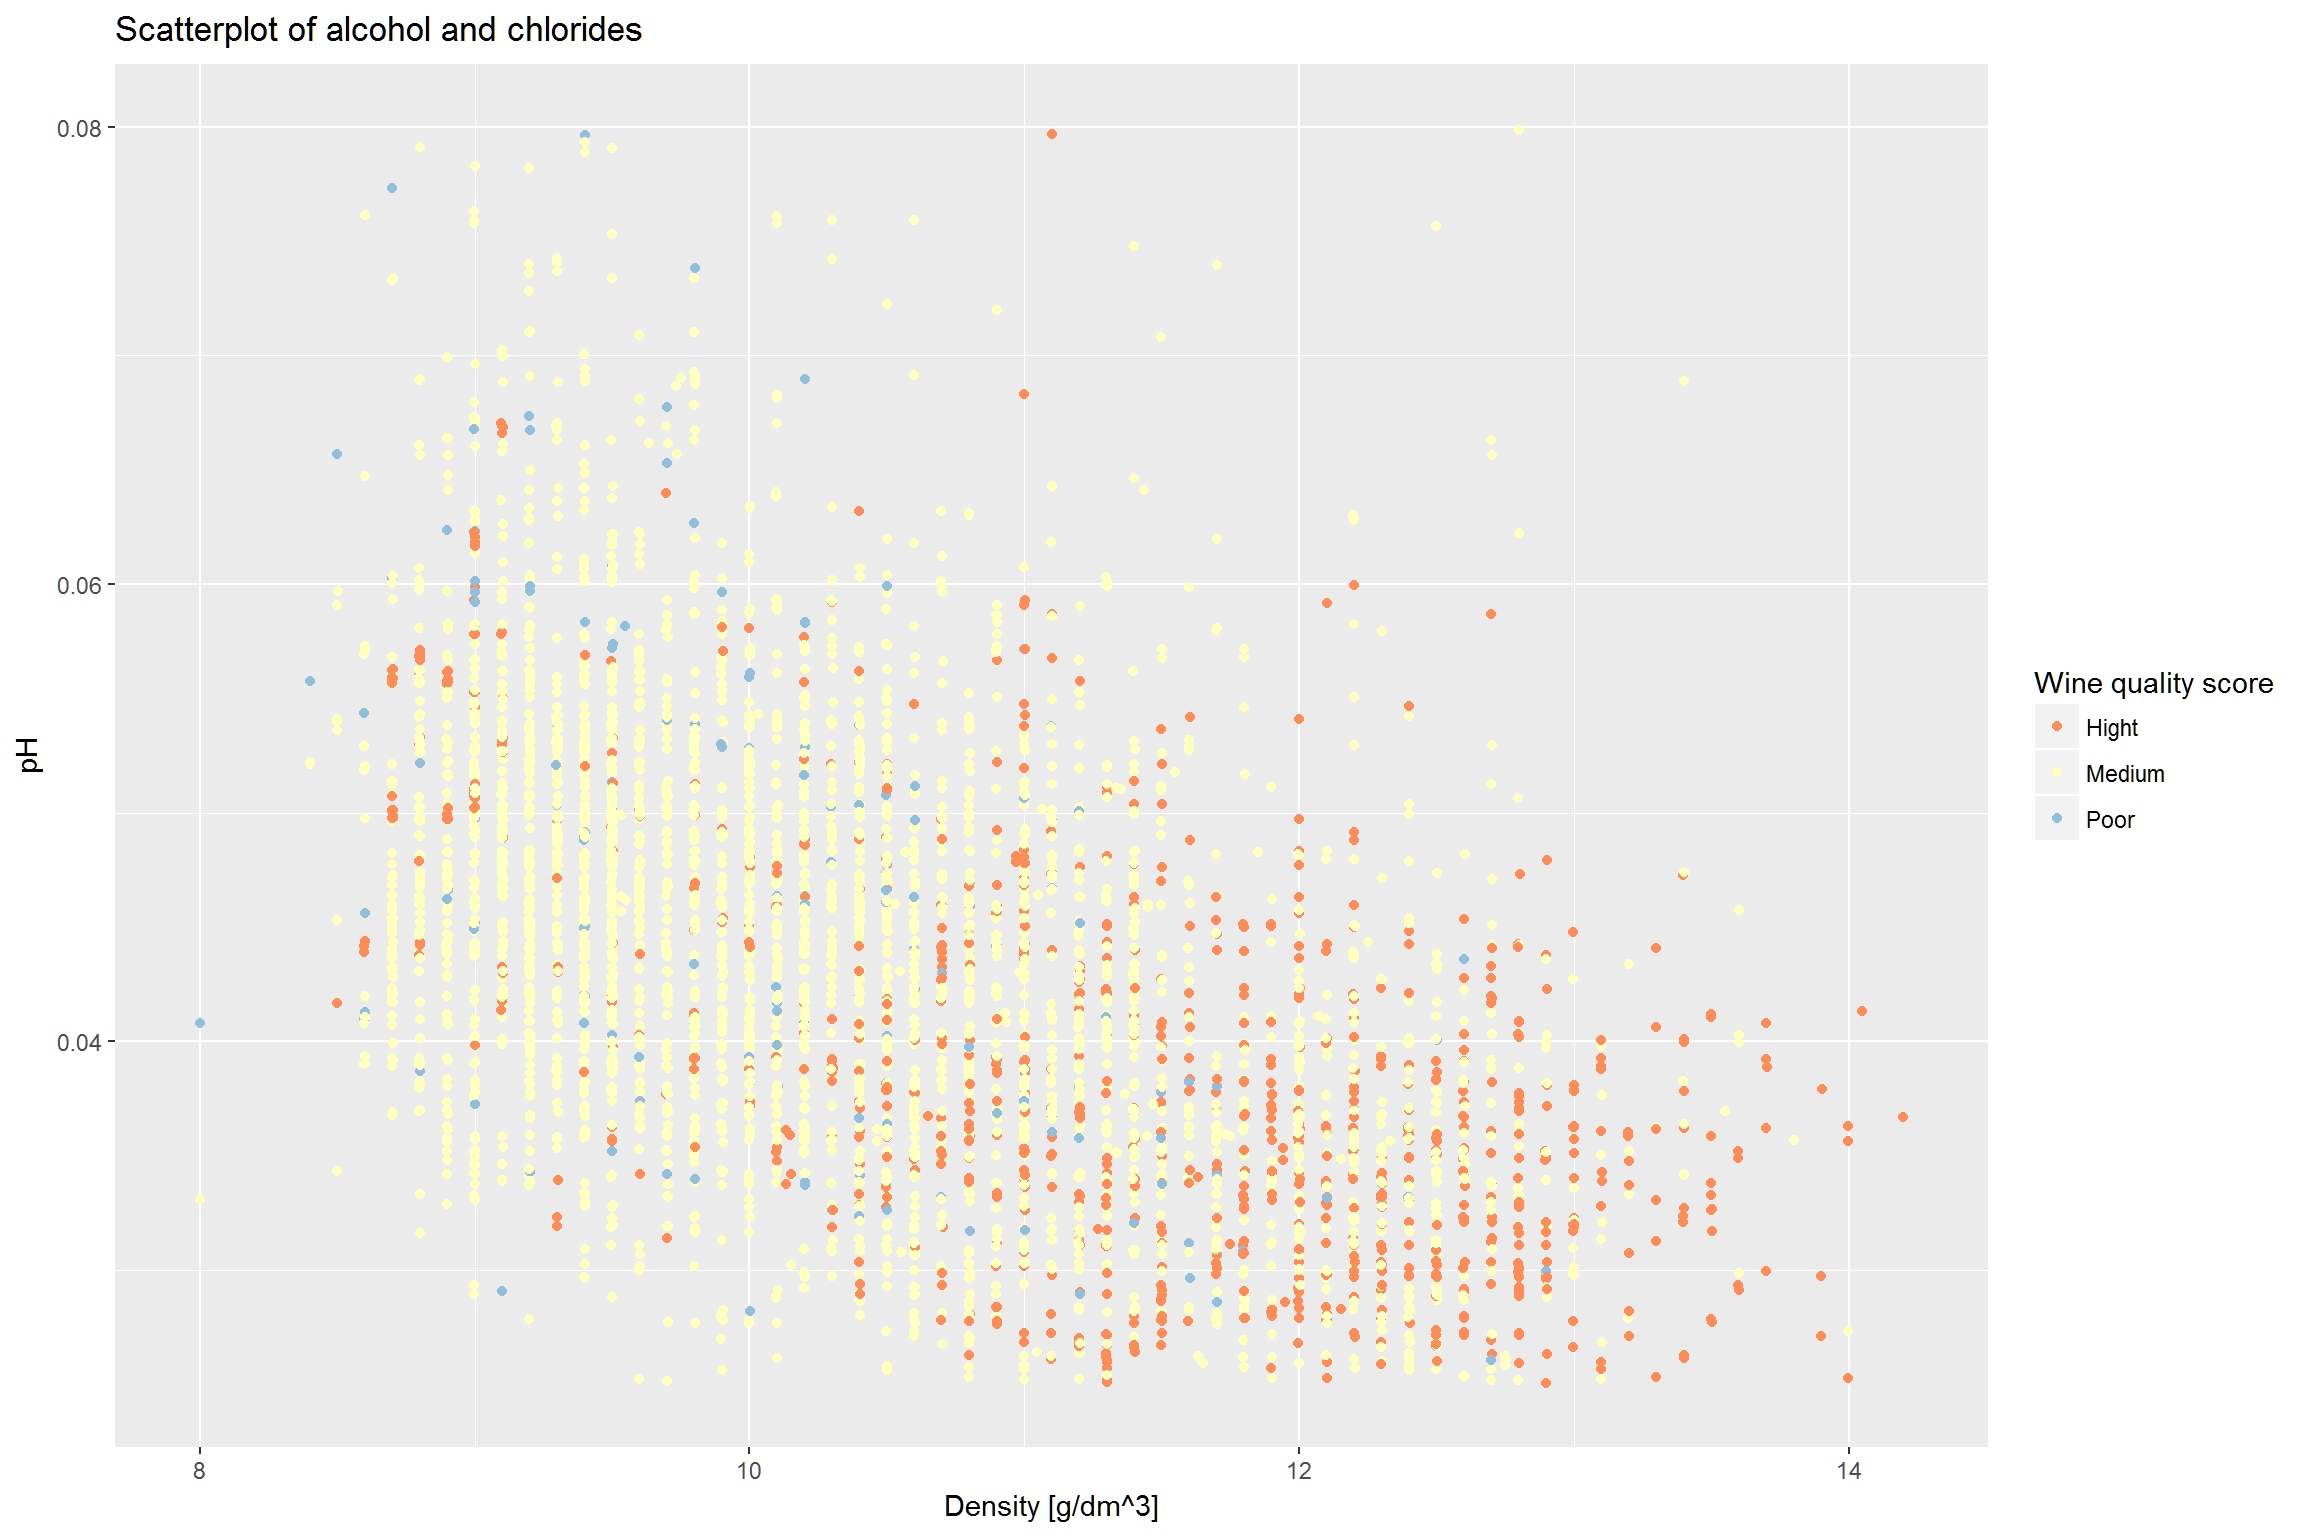 Scatterplot of alcohol and chlorides
0.08
0.06
0.04
pH
8
10
12
14
Density [g/dm^3]
Wine quality score
Hight
Medium
Poor